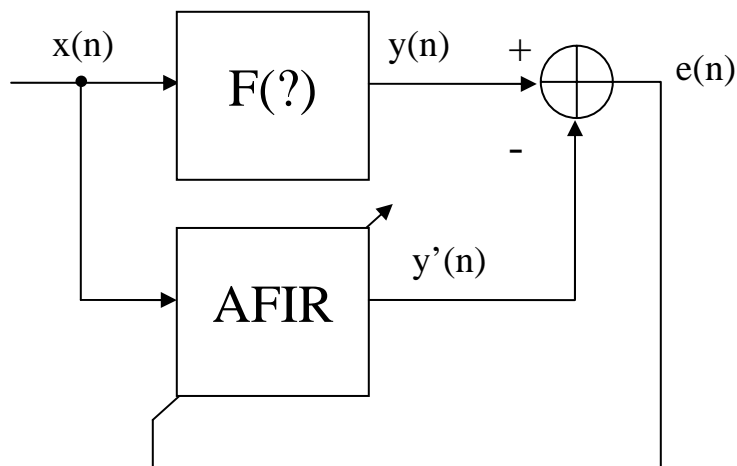 x(n)
F(?)
y(n)
+
e(n)
-
AFIR
y’(n)